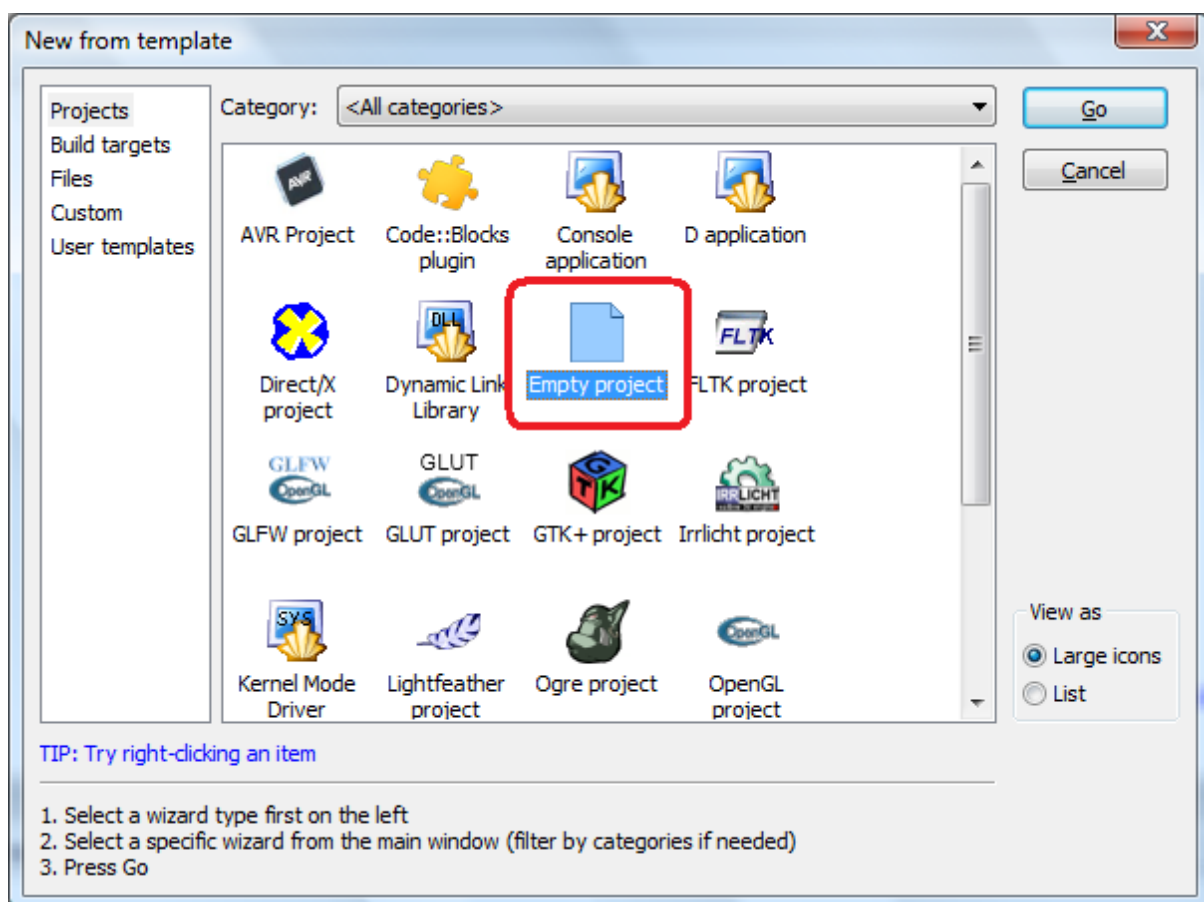 New from template
Projects
Build targets
Files
Custom
User templates
Category:
<All categories>
Go
Cancel
AVR
AVR Project
Code::Blocks
plugin
Console
application
D application
DLL
FLTK
Direct/X
project
Dynamic Link
Library
Empty project
FLTK project
GLFW
OpenGL
GLUT
OpenGL
GTK
IRRLICHT
GLFW project
GLUT project
GTK+ project
Irrlicht project
SYS
OpenGL
Kernel Mode
Driver
Lightfeather
project
Ogre project
OpenGL
project
View as
Large icons
List
TIP: Try right-clicking an item
1. Select a wizard type first on the left
2. Select a specific wizard from the main window (filter by categories if needed)
3. Press Go